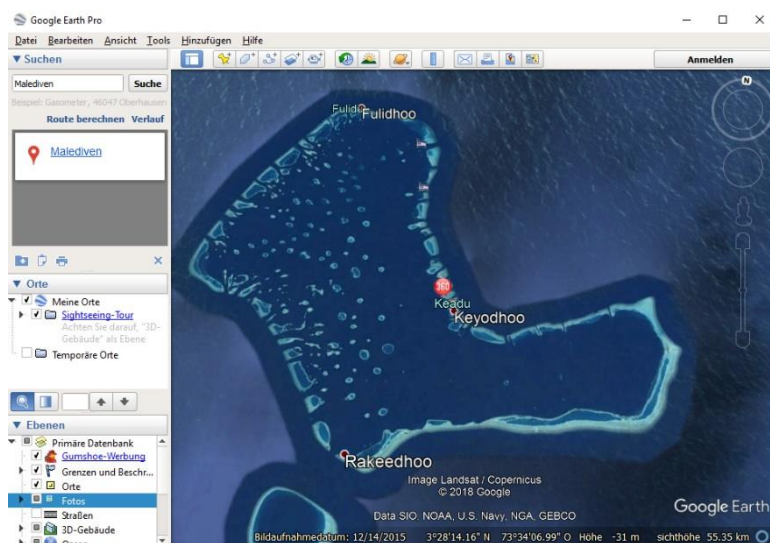 Google Earth Pro
Datei Bearbeiten Ansicht Tools Hinzufügen Hilfe
Suchen
Malediven Suche
Beispiel: Gasometer, 46047 Oberhausen
Route berechnen Verlauf
Malediven
Orte
Meine Orte
Sightseeing-Tour
Achten Sie darauf, "3D-
Gebäude" als Ebene
Temporäre Orte
Ebenen
Primäre Datenbank
Gumshoe-Werbung
Grenzen und Beschr...
Orte
Fotos
Straßen
3D-Gebäude
Anmelden
N
Fulidhoo
360
Keadu
Keyodhoo
Rakeedhoo
Image Landsat / Copernicus
© 2018 Google
Data SIO. NOAA, U.S. Navy, NGA, GEBCO
Google Earth
Bildaufnahmedatum: 12/14/2015 3°28'14.16" N 73°34'06.99" O Höhe -31 m sichthöhe 55.35 km